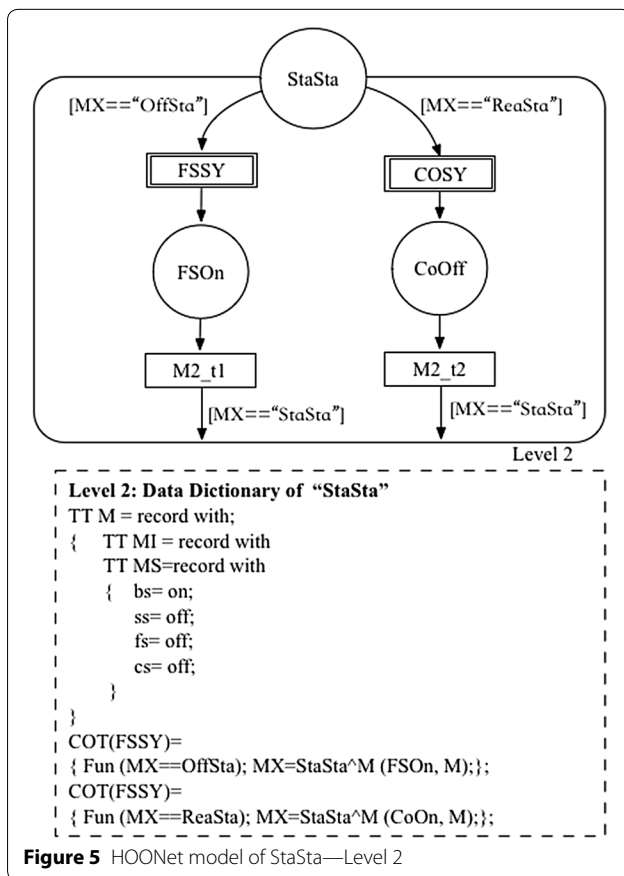 StaSta
[MX==“OffSta”]
[MX==“ReaSta”]
FSSY
COSY
FSOn
CoOff
M2_t1
M2_t2
[MX==“StaSta”]
[MX==“StaSta”]
Level 2
Level 2: Data Dictionary of “StaSta”
TT M = record with;
{ TT MI = record with
TT MS=record with
{ bs= on;
ss= off;
fs= off;
cs= off;
}
}
COT(FSSY)=
{ Fun (MX==OffSta); MX=StaSta^M (FSOn, M);};
COT(FSSY)=
{ Fun (MX==ReaSta); MX=StaSta^M (CoOn, M);};
Figure 5 HOONet model of StaSta—Level 2